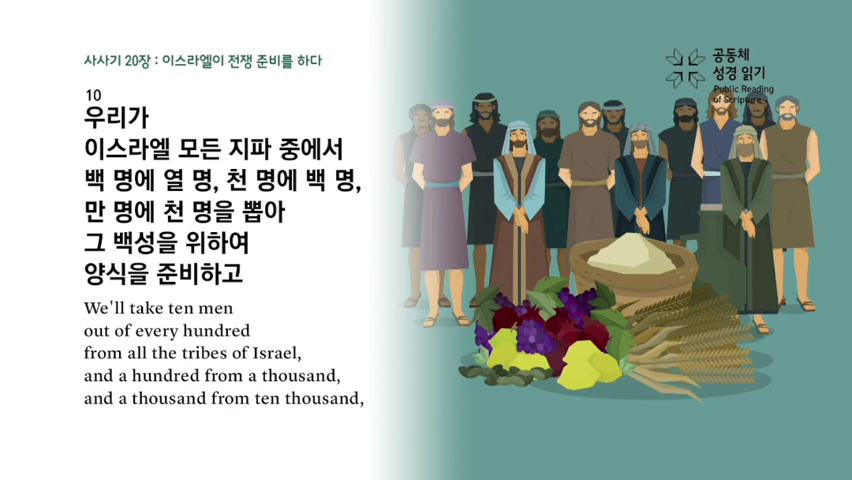 사사기 20장 : 이스라엘이 전쟁 준비를 하다
10
우리가
이스라엘 모든 지파 중에서
백 명에 열 명, 천 명에 백 명,
만 명에 천 명을 뽑아
그 백성을 위하여
양식을 준비하고
We'll take ten men
out of every hundred
from all the tribes of Israel,
and a hundred from a thousand,
and a thousand from ten thousand,
공동체
성경 읽기
Public Reading
of Scripture